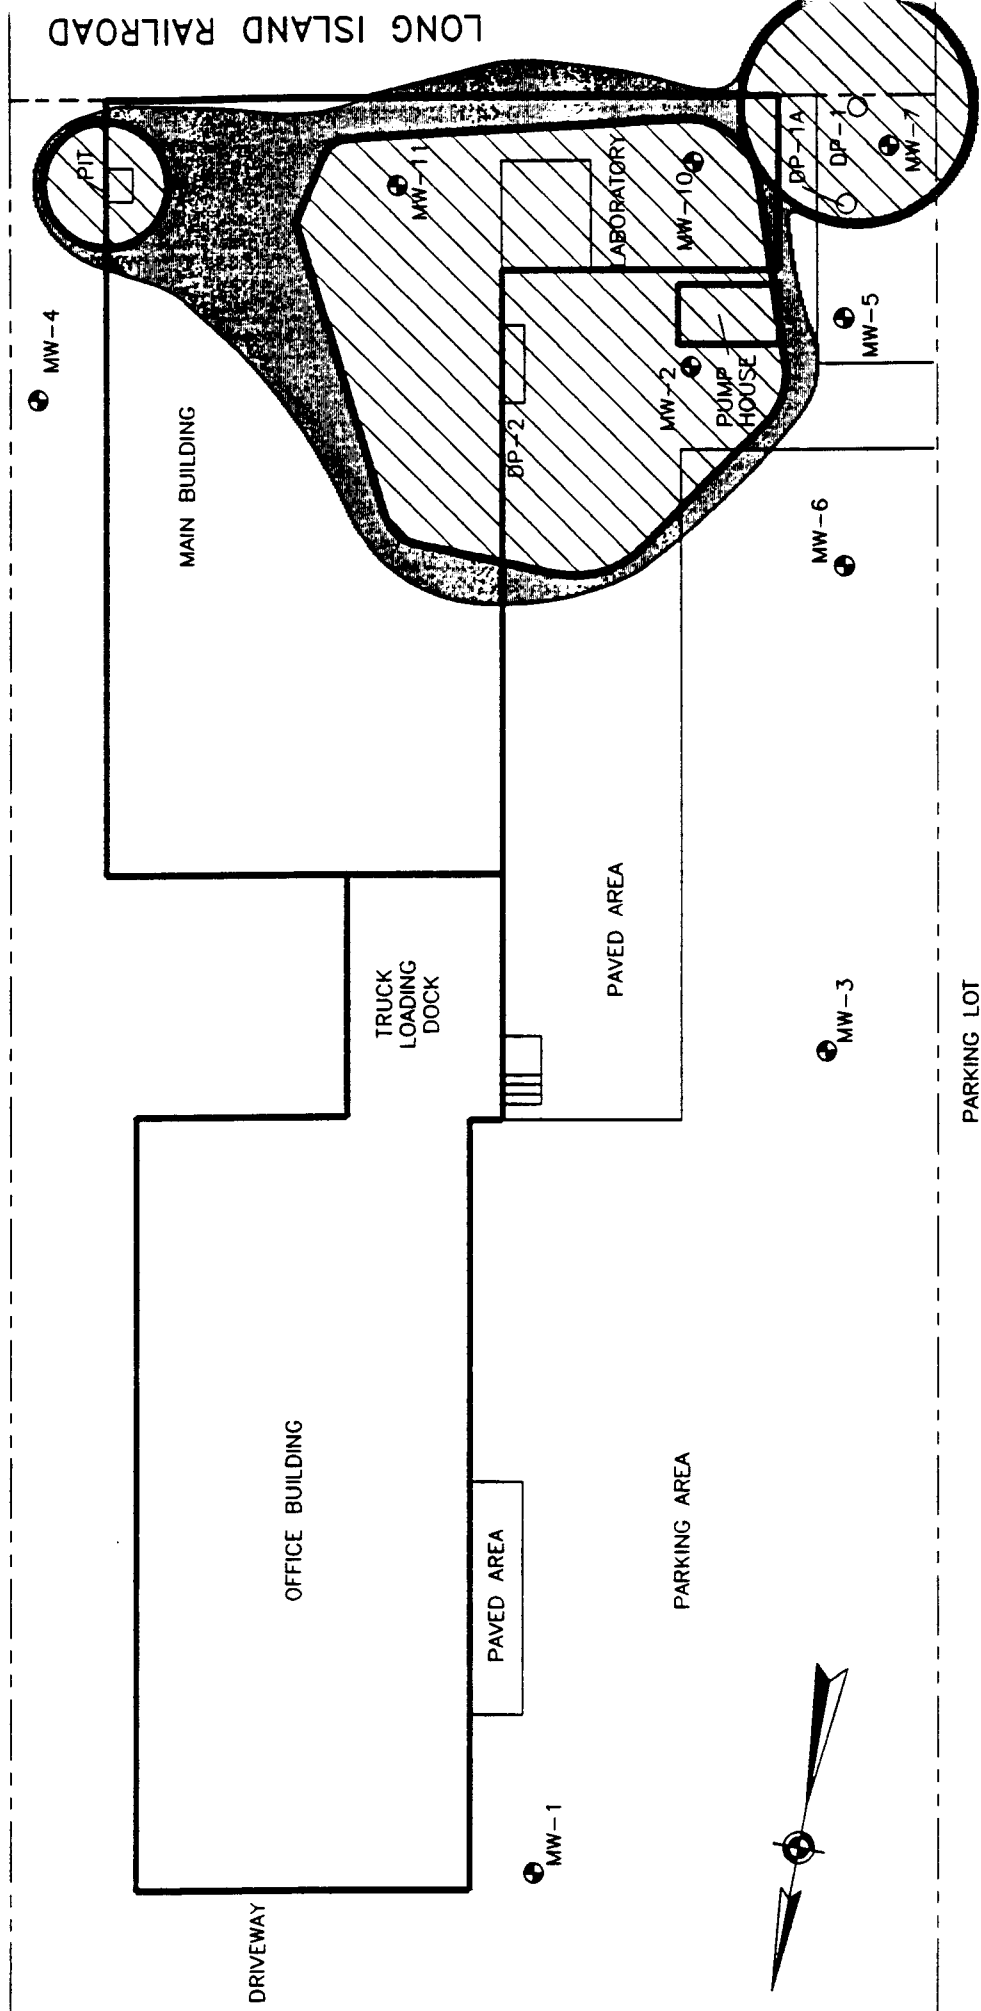 LONG ISLAND RAILROAD
PIT
MW-4
MAIN BUILDING
MW-11
LABORATORY
MW-10
DP-1A
DP-1
MW-7
MW-5
MW-2
PUMP
HOUSE
DP-2
MW-6
TRUCK
LOADING
DOCK
PAVED AREA
MW-3
PARKING LOT
OFFICE BUILDING
PAVED AREA
PARKING AREA
MW-1
DRIVEWAY